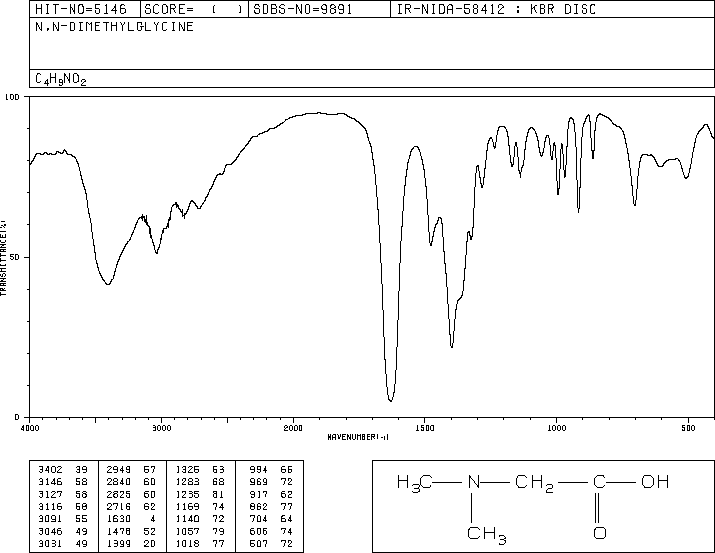 HIT-NO=5146 SCORE= ( ) SDBS-NO=9891 IR-NIDA-58412 : KBR DISC
N,N-DIMETHYLGLYCINE
C4H9NO2
100
50
0
TRANSMITTANCE(%)
4000 3000 2000 1500 1000 500
WAVENUMBER(-1)
3402 39 2949 57 1326 53 994 66
3146 58 2840 60 1283 68 969 72
3127 58 2825 60 1235 81 917 62
3116 60 2716 62 1169 74 862 77
3091 55 1630 4 1140 72 704 64
3046 49 1478 52 1057 79 606 74
3031 49 1399 20 1018 77 507 72
H3C N CH2 C OH
CH3 O